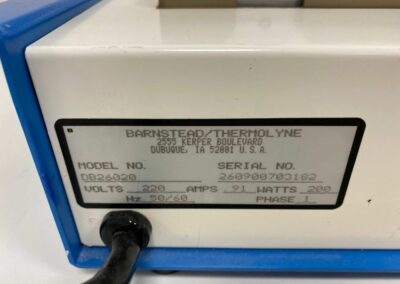 BARNSTEAD/THERMOLYNE
2555 KERPER BOULEVARD
DUBUQUE, IA 52001 U.S.A.
MODEL NO. SERIAL NO.
DB26020 260900703182
VOLTS 220 AMPS .91 WATTS 200
Hz 50/60 PHASE 1